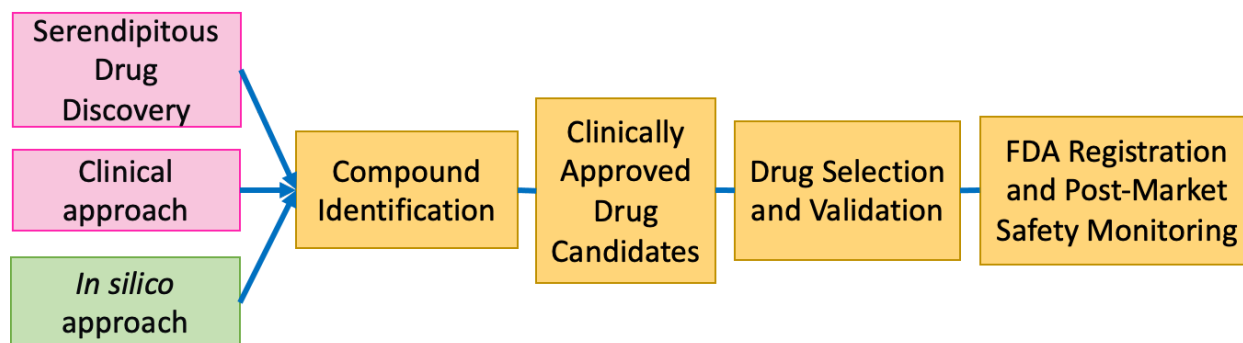 Serendipitous
Drug
Discovery
Clinical
approach
In silico
approach
Compound
Identification
Clinically
Approved
Drug
Candidates
Drug Selection
and Validation
FDA Registration
and Post-Market
Safety Monitoring